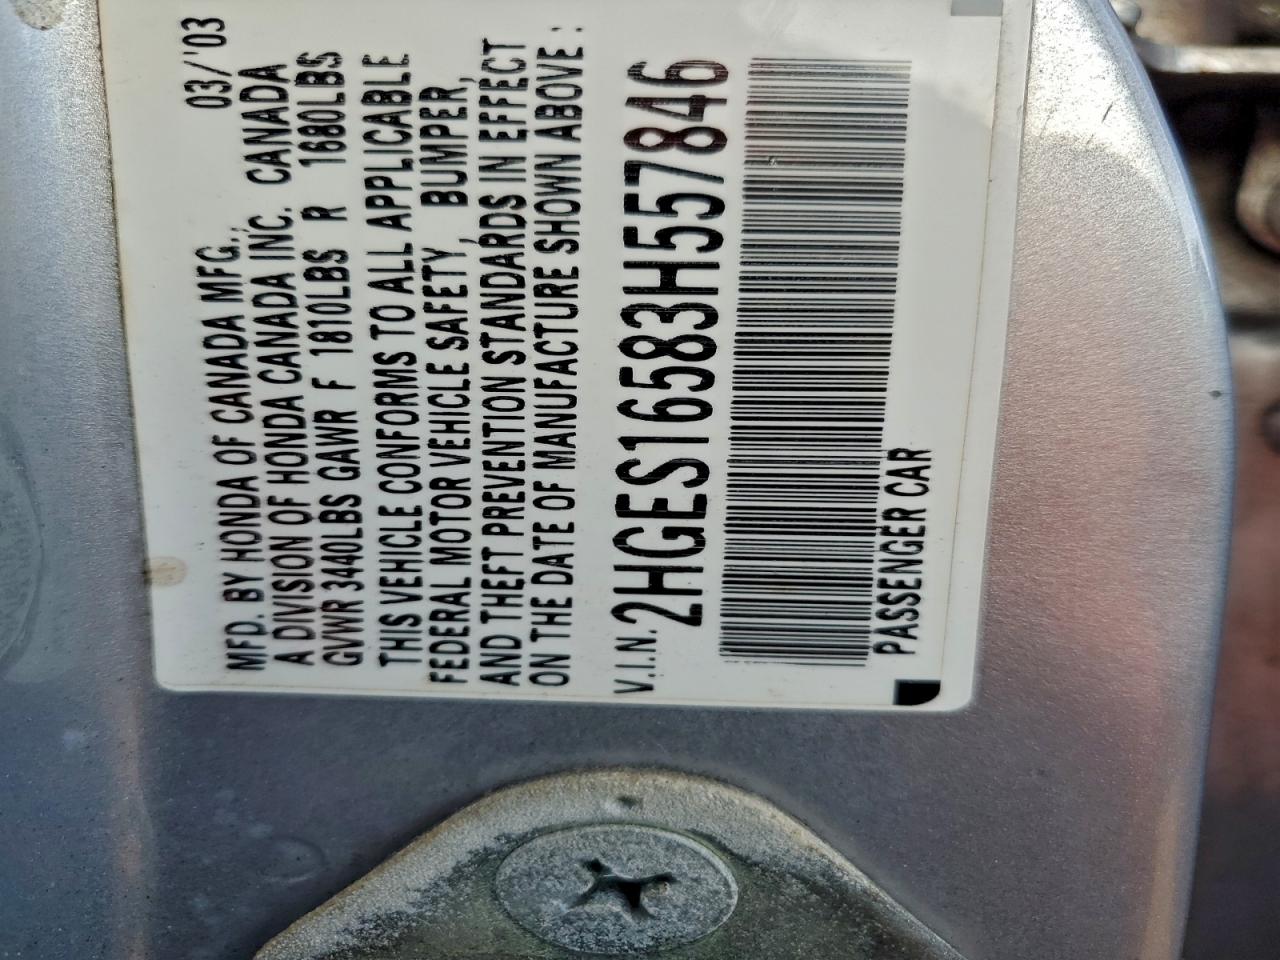 MFD. BY HONDA OF CANADA MFG., 03/'03
A DIVISION OF HONDA CANADA INC. CANADA
GVWR 3440LBS GAWR F 1810LBS R 1680LBS
THIS VEHICLE CONFORMS TO ALL APPLICABLE
FEDERAL MOTOR VEHICLE SAFETY, BUMPER,
AND THEFT PREVENTION STANDARDS IN EFFECT
ON THE DATE OF MANUFACTURE SHOWN ABOVE :
V.I.N. 2HGES16583H557846
PASSENGER CAR